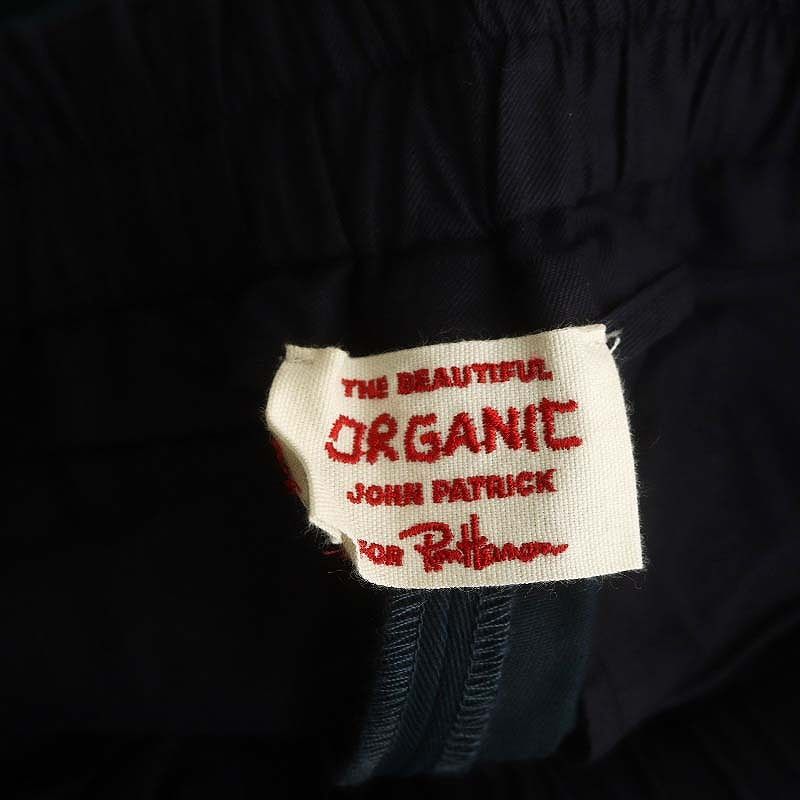 THE BEAUTIFUL
ORGANIC
JOHN PATRICK
FOR Ron Herman